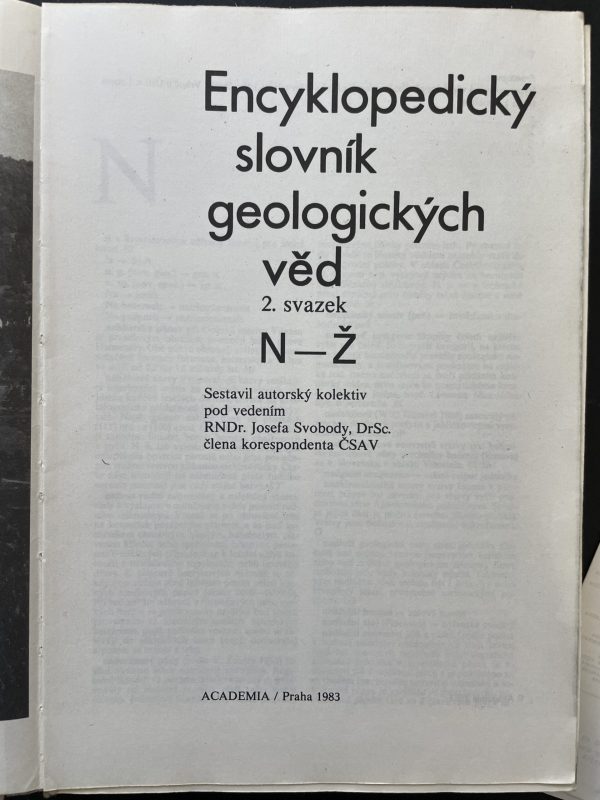 Encyklopedický
slovník
geologických
věd
2. svazek
N—Ž
Sestavil autorský kolektiv
pod vedením
RNDr. Josefa Svobody, DrSc.
člena korespondenta ČSAV
ACADEMIA / Praha 1983